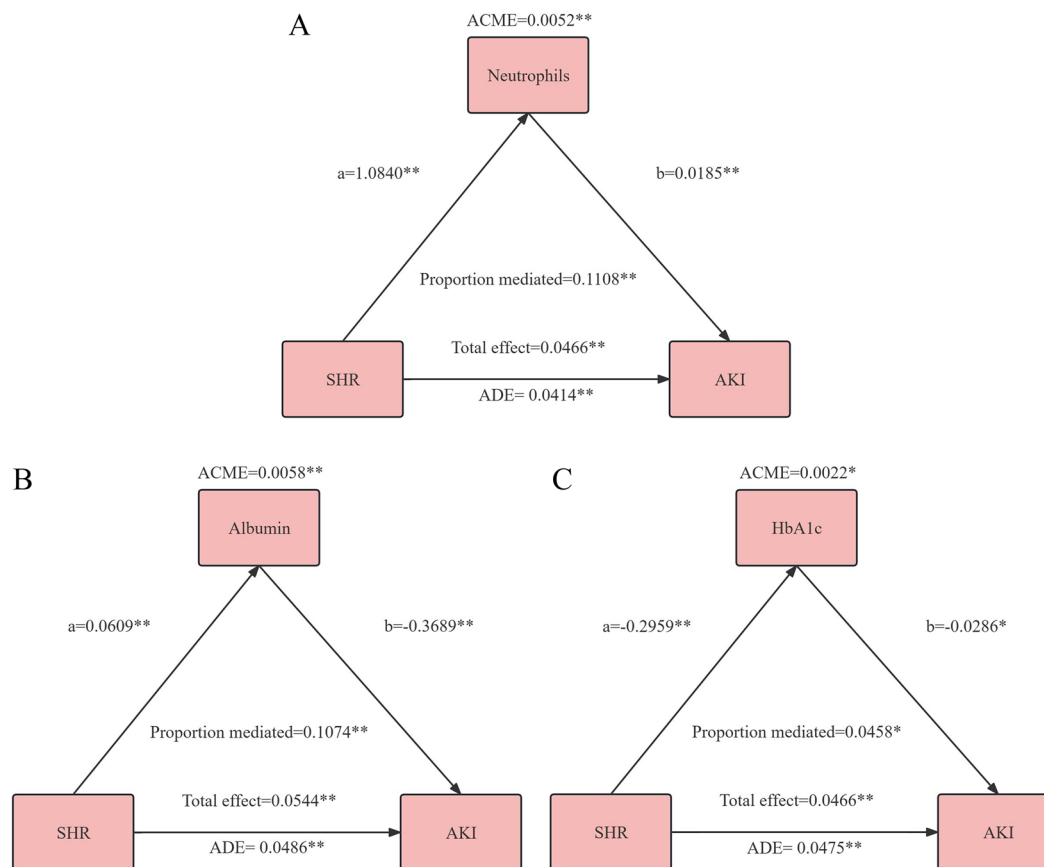 A
ACME=0.0052**
Neutrophils
a=1.0840**
b=0.0185**
Proportion mediated=0.1108**
Total effect=0.0466**
SHR
AKI
ADE= 0.0414**
B
ACME=0.0058**
Albumin
a=0.0609**
b=-0.3689**
Proportion mediated=0.1074**
Total effect=0.0544**
SHR
AKI
ADE= 0.0486**
C
ACME=0.0022*
HbA1c
a=-0.2959**
b=-0.0286*
Proportion mediated=0.0458*
Total effect=0.0466**
SHR
AKI
ADE= 0.0475**